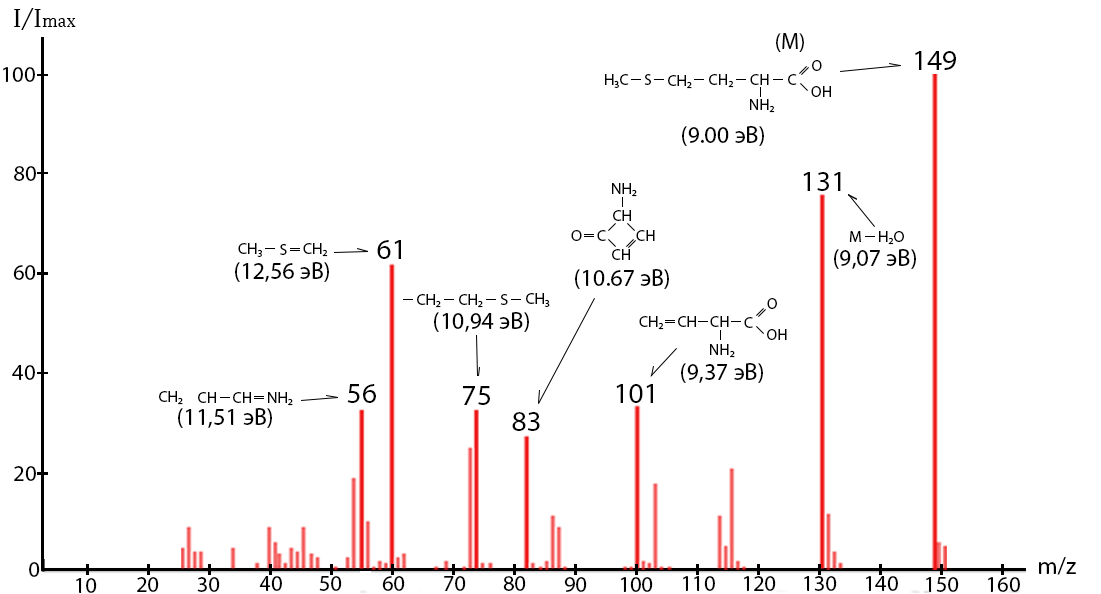 I/Imax
(M)
149
H₃C–S–CH₂–CH₂–CH–C
O
OH
NH₂
(9.00 эВ)
100
80
60
40
20
0
131
M–H₂O
(9,07 эВ)
NH₂
CH
O=C
CH
CH
(10.67 эВ)
CH₃–S=CH₂
61
(12,56 эВ)
–CH₂–CH₂–S–CH₃
(10,94 эВ)
CH₂=CH–CH–C
O
OH
NH₂
(9,37 эВ)
CH₂ CH–CH=NH₂
56
(11,51 эВ)
75
83
101
10 20 30 40 50 60 70 80 90 100 110 120 130 140 150 160
m/z